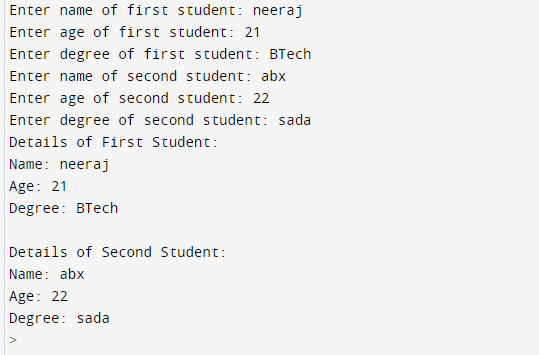 Enter name of first student: neeraj
Enter age of first student: 21
Enter degree of first student: BTech
Enter name of second student: abx
Enter age of second student: 22
Enter degree of second student: sada
Details of First Student:
Name: neeraj
Age: 21
Degree: BTech
Details of Second Student:
Name: abx
Age: 22
Degree: sada
>